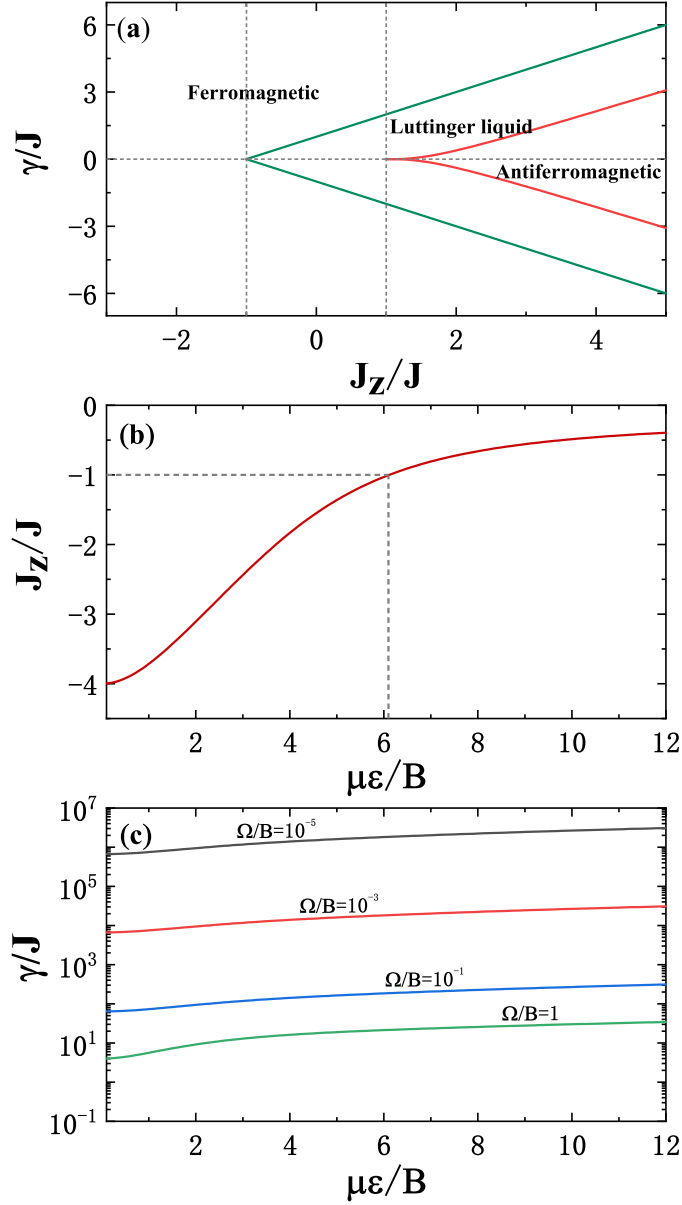 (a)
6
3
0
-3
-6
γ/J
Ferromagnetic
Luttinger liquid
Antiferromagnetic
-2
0
2
4
J_Z/J
(b)
0
-1
-2
-3
-4
J_Z/J
2
4
6
8
10
12
με/B
(c)
10^7
10^5
10^3
10^1
10^-1
γ/J
Ω/B=10^-5
Ω/B=10^-3
Ω/B=10^-1
Ω/B=1
2
4
6
8
10
12
με/B